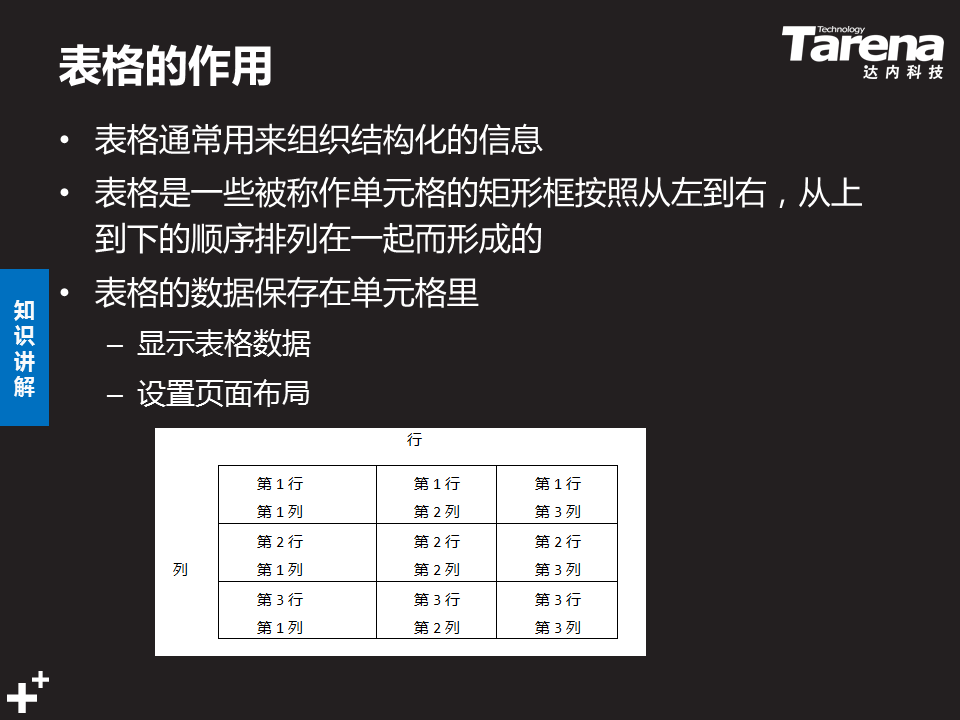 表格的作用
Technology
Tarena
达内科技
• 表格通常用来组织结构化的信息
• 表格是一些被称作单元格的矩形框按照从左到右，从上
到下的顺序排列在一起而形成的
• 表格的数据保存在单元格里
– 显示表格数据
– 设置页面布局
知
识
讲
解
行
第 1 行 第 1 行 第 1 行
第 1 列 第 2 列 第 3 列
第 2 行 第 2 行 第 2 行
列 第 1 列 第 2 列 第 3 列
第 3 行 第 3 行 第 3 行
第 1 列 第 2 列 第 3 列